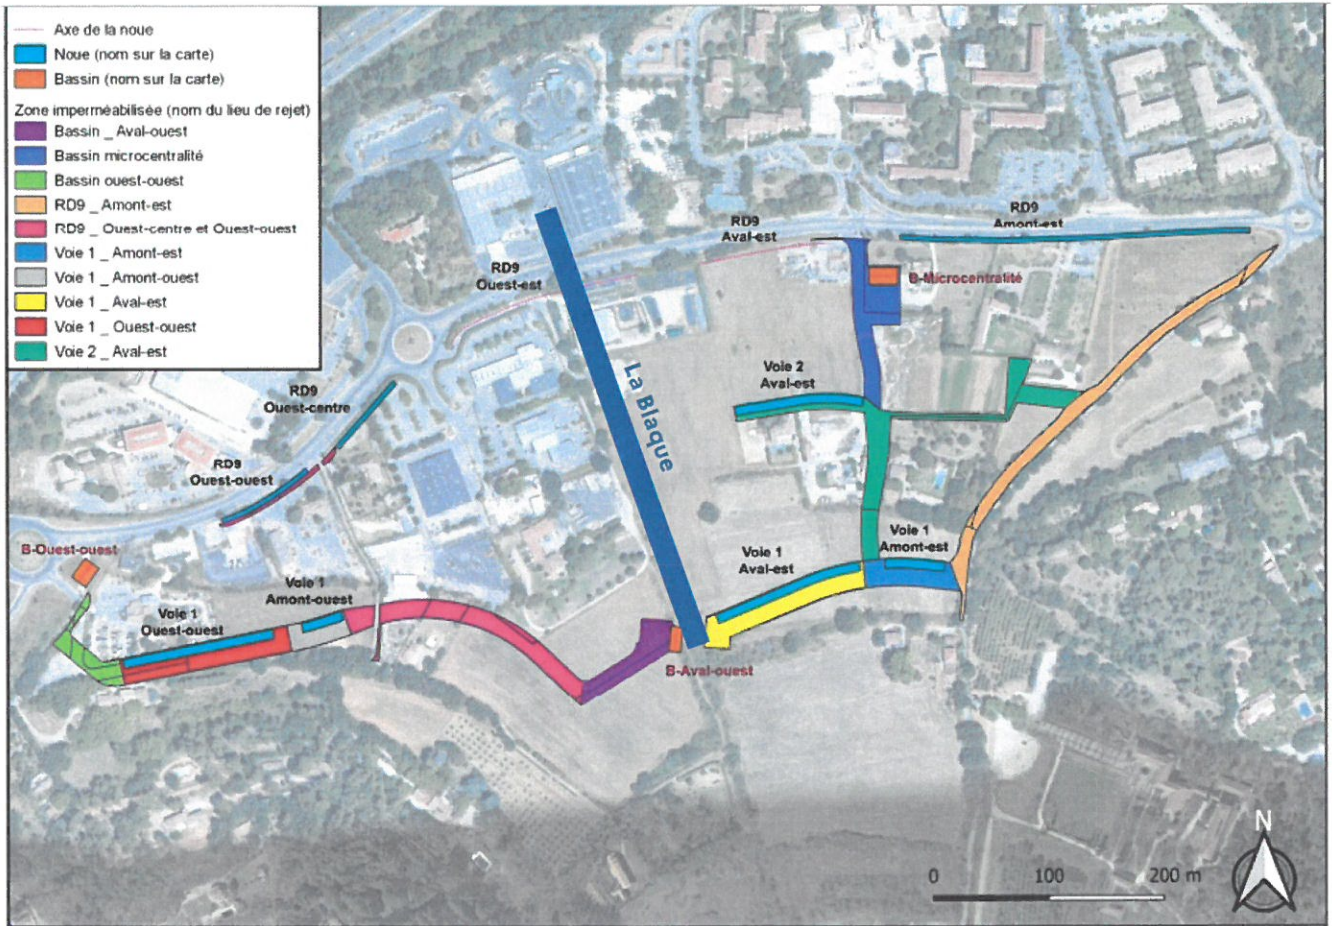 Axe de la noue
Noue (nom sur la carte)
Bassin (nom sur la carte)
Zone imperméabilisée (nom du lieu de rejet)
Bassin _ Aval-ouest
Bassin microcentralité
Bassin ouest-ouest
RD9 _ Amont-est
RD9 _ Ouest-centre et Ouest-ouest
Voie 1 _ Amont-est
Voie 1 _ Amont-ouest
Voie 1 _ Aval-est
Voie 1 _ Ouest-ouest
Voie 2 _ Aval-est
RD9
Amont-est
RD9
Aval-est
RD9
Ouest-est
B-Microcentralité
La Blaque
Voie 2
Aval-est
RD9
Ouest-centre
RD9
Ouest-ouest
B-Ouest-ouest
Voie 1
Amont-est
Voie 1
Aval-est
Voie 1
Amont-ouest
Voie 1
Ouest-ouest
B-Aval-ouest
N
0 100 200 m